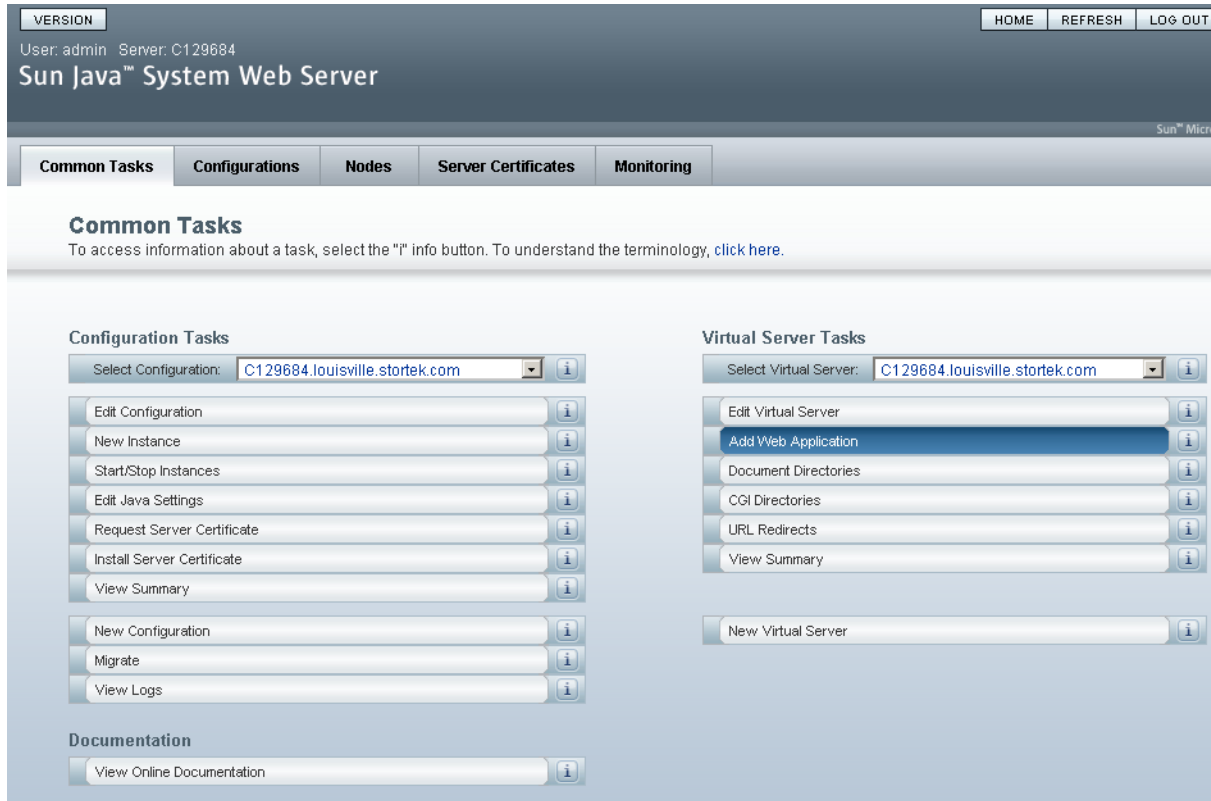 VERSION
HOME REFRESH LOG OUT
User: admin Server: C129684
Sun Java™ System Web Server
Sun™ Micr
Common Tasks Configurations Nodes Server Certificates Monitoring
Common Tasks
To access information about a task, select the "i" info button. To understand the terminology, click here.
Configuration Tasks
Select Configuration: C129684.louisville.stortek.com i
Edit Configuration i
New Instance i
Start/Stop Instances i
Edit Java Settings i
Request Server Certificate i
Install Server Certificate i
View Summary i
New Configuration i
Migrate i
View Logs i
Documentation
View Online Documentation i
Virtual Server Tasks
Select Virtual Server: C129684.louisville.stortek.com i
Edit Virtual Server i
Add Web Application i
Document Directories i
CGI Directories i
URL Redirects i
View Summary i
New Virtual Server i